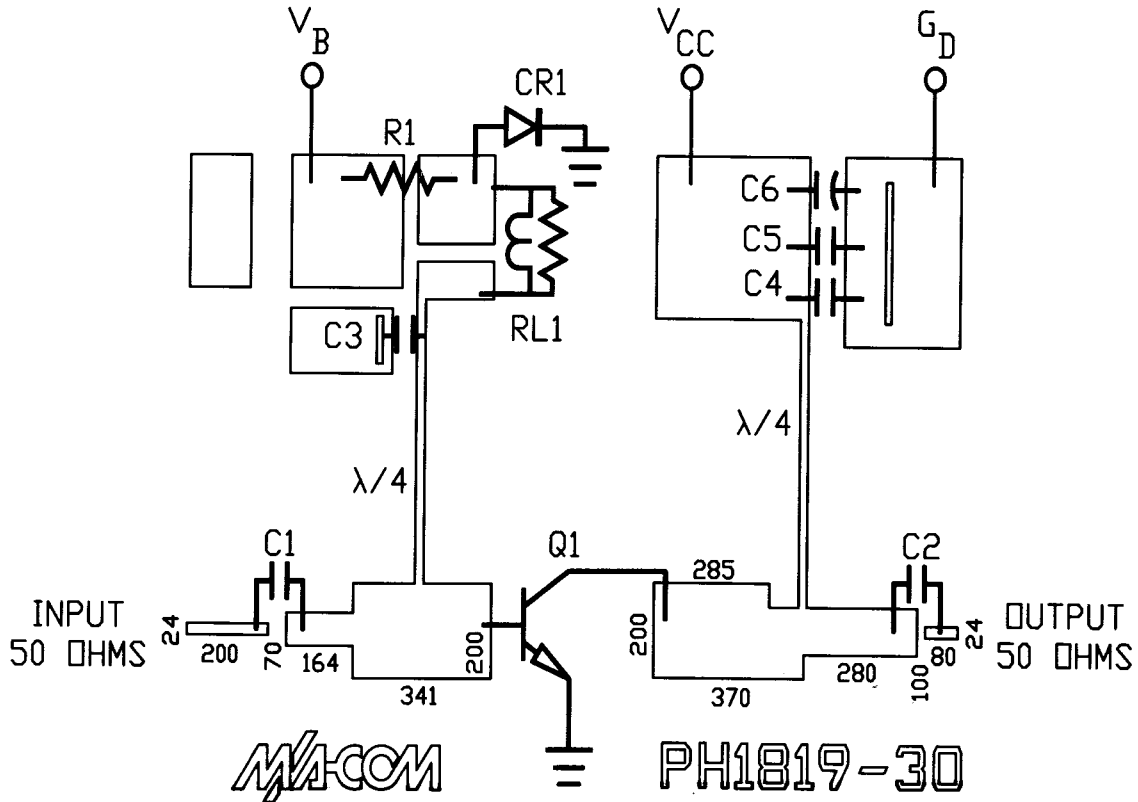 V_B
V_CC
G_D
CR1
R1
C6
C5
C4
C3
RL1
λ/4
λ/4
C1
Q1
C2
285
INPUT
50 OHMS
24
200
70
164
200
341
200
370
280
100
80
24
OUTPUT
50 OHMS
M/A-COM
PH1819-30